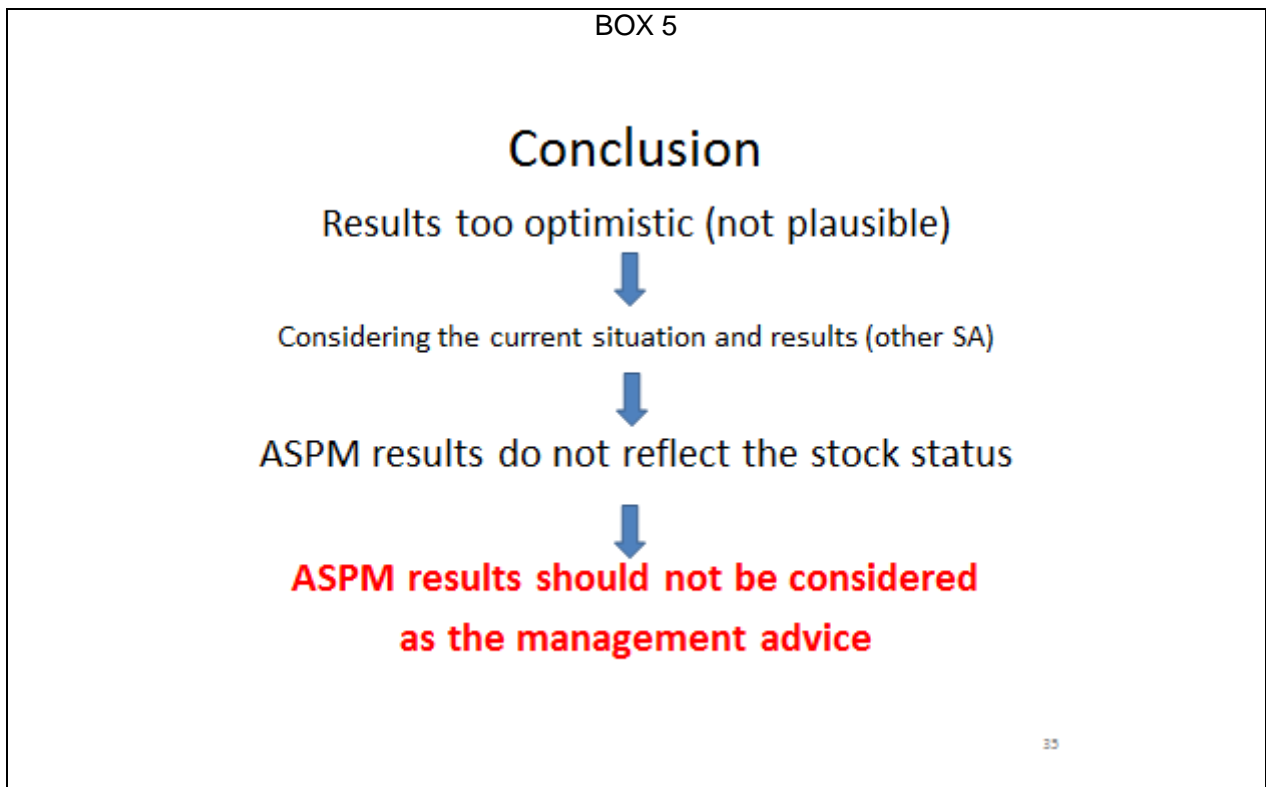 BOX 5
Conclusion
Results too optimistic (not plausible)
Considering the current situation and results (other SA)
ASPM results do not reflect the stock status
ASPM results should not be considered
as the management advice
35